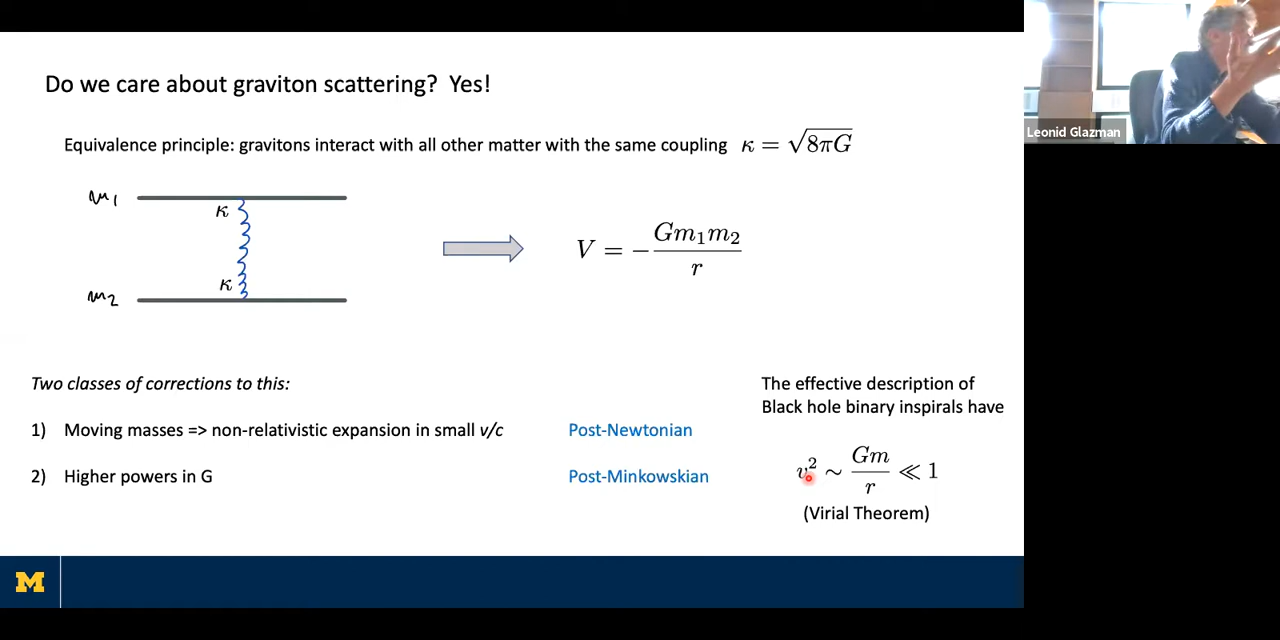 Do we care about graviton scattering? Yes!
Leonid Glazman
Equivalence principle: gravitons interact with all other matter with the same coupling κ = √8πG
m1
κ
V = − Gm₁m₂ / r
κ
m2
Two classes of corrections to this:
The effective description of
Black hole binary inspirals have
1) Moving masses => non-relativistic expansion in small v/c
Post-Newtonian
2) Higher powers in G
Post-Minkowskian
v² ∼ Gm / r ≪ 1
(Virial Theorem)
M